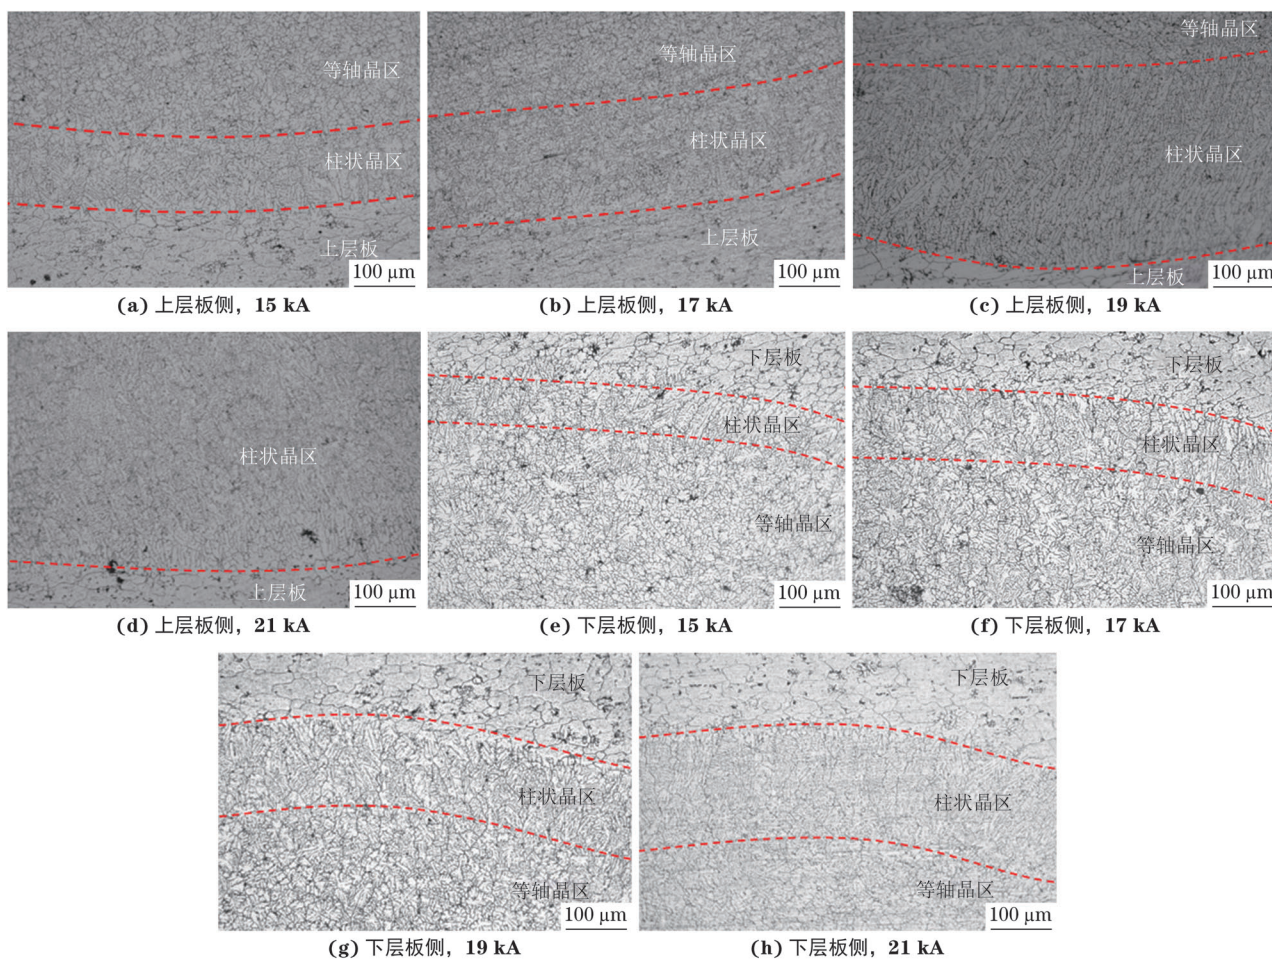 等轴晶区
柱状晶区
上层板
100 μm
(a) 上层板侧，15 kA
等轴晶区
柱状晶区
上层板
100 μm
(b) 上层板侧，17 kA
等轴晶区
柱状晶区
上层板
100 μm
(c) 上层板侧，19 kA
柱状晶区
上层板
100 μm
(d) 上层板侧，21 kA
下层板
柱状晶区
等轴晶区
100 μm
(e) 下层板侧，15 kA
下层板
柱状晶区
等轴晶区
100 μm
(f) 下层板侧，17 kA
下层板
柱状晶区
等轴晶区
100 μm
(g) 下层板侧，19 kA
下层板
柱状晶区
等轴晶区
100 μm
(h) 下层板侧，21 kA